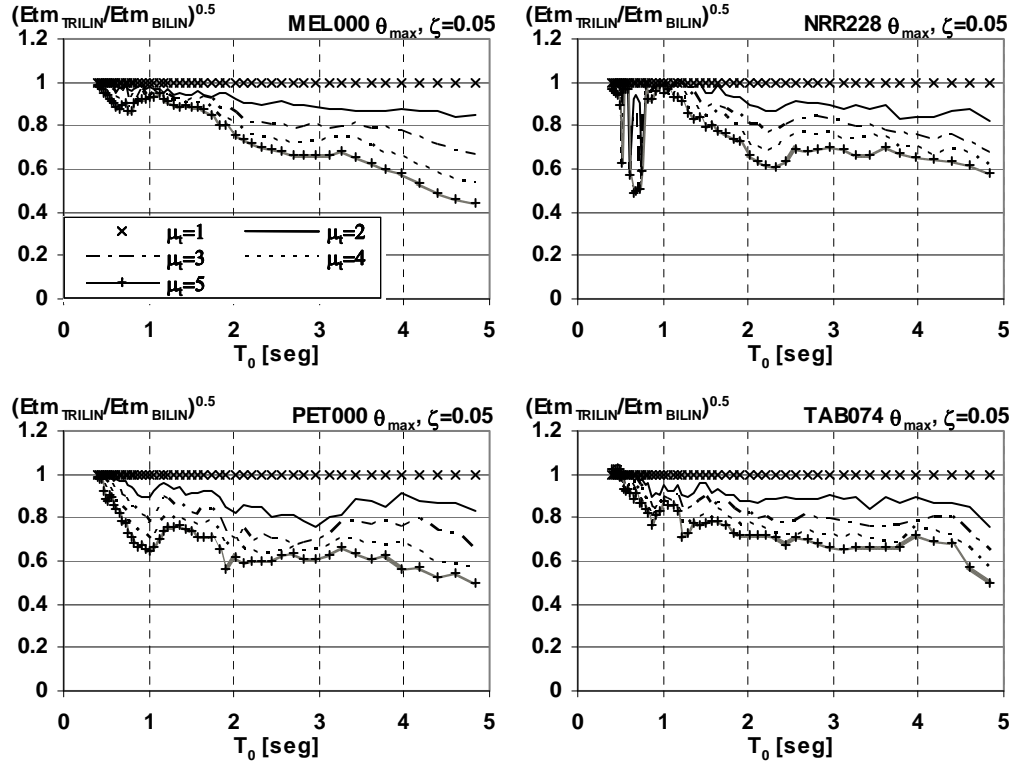 (Etm TRILIN/Etm BILIN)0.5 MEL000 θmax, ζ=0.05
1.2
1
0.8
0.6
0.4
0.2
0
μt=1 μt=2
μt=3 μt=4
μt=5
0 1 2 3 4 5
T0 [seg]
(Etm TRILIN/Etm BILIN)0.5 NRR228 θmax, ζ=0.05
1.2
1
0.8
0.6
0.4
0.2
0
0 1 2 3 4 5
T0 [seg]
(Etm TRILIN/Etm BILIN)0.5 PET000 θmax, ζ=0.05
1.2
1
0.8
0.6
0.4
0.2
0
0 1 2 3 4 5
T0 [seg]
(Etm TRILIN/Etm BILIN)0.5 TAB074 θmax, ζ=0.05
1.2
1
0.8
0.6
0.4
0.2
0
0 1 2 3 4 5
T0 [seg]